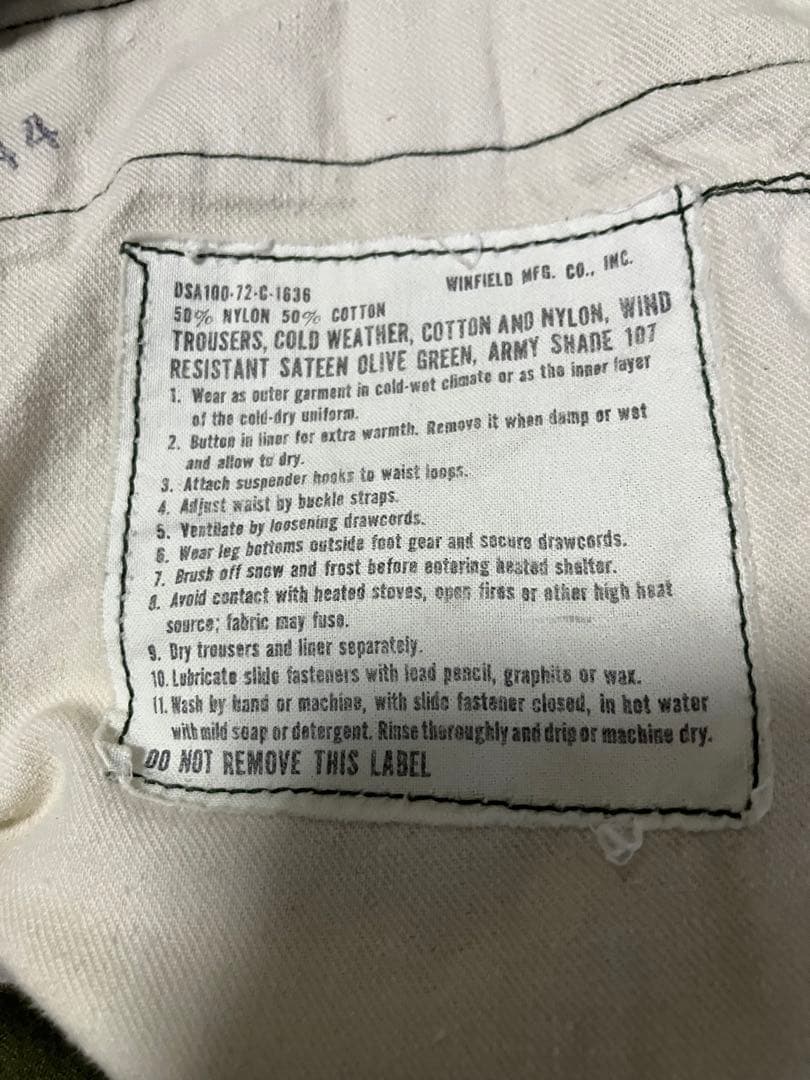 44
DSA100-72-C-1636 WINFIELD MFG. CO., INC.
50% NYLON 50% COTTON
TROUSERS, COLD WEATHER, COTTON AND NYLON, WIND
RESISTANT SATEEN OLIVE GREEN, ARMY SHADE 107
1. Wear as outer garment in cold-wet climate or as the inner layer
of the cold-dry uniform.
2. Button in liner for extra warmth. Remove it when damp or wet
and allow to dry.
3. Attach suspender hooks to waist loops.
4. Adjust waist by buckle straps.
5. Ventilate by loosening drawcords.
6. Wear leg bottoms outside foot gear and secure drawcords.
7. Brush off snow and frost before entering heated shelter.
8. Avoid contact with heated stoves, open fires or other high heat
source; fabric may fuse.
9. Dry trousers and liner separately.
10. Lubricate slide fasteners with lead pencil, graphite or wax.
11. Wash by hand or machine, with slide fastener closed, in hot water
with mild soap or detergent. Rinse thoroughly and drip or machine dry.
DO NOT REMOVE THIS LABEL